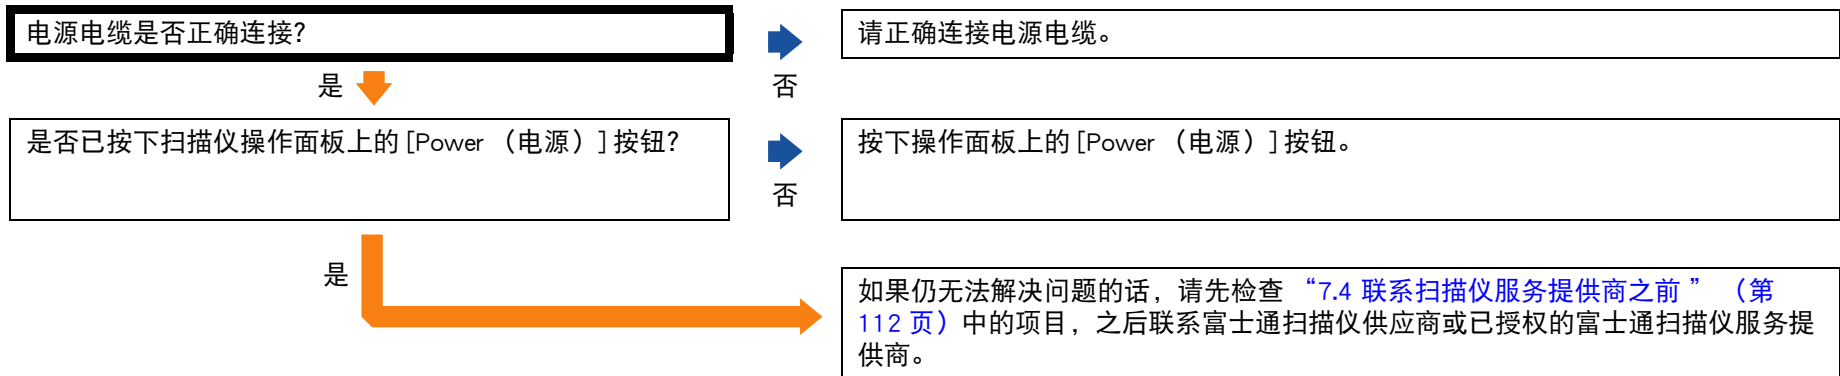 电源电缆是否正确连接?
请正确连接电源电缆。
是
否
是否已按下扫描仪操作面板上的 [Power （电源）] 按钮?
按下操作面板上的 [Power （电源）] 按钮。
否
是
如果仍无法解决问题的话，请先检查 “7.4 联系扫描仪服务提供商之前 ” （第
112 页）中的项目，之后联系富士通扫描仪供应商或已授权的富士通扫描仪服务提
供商。